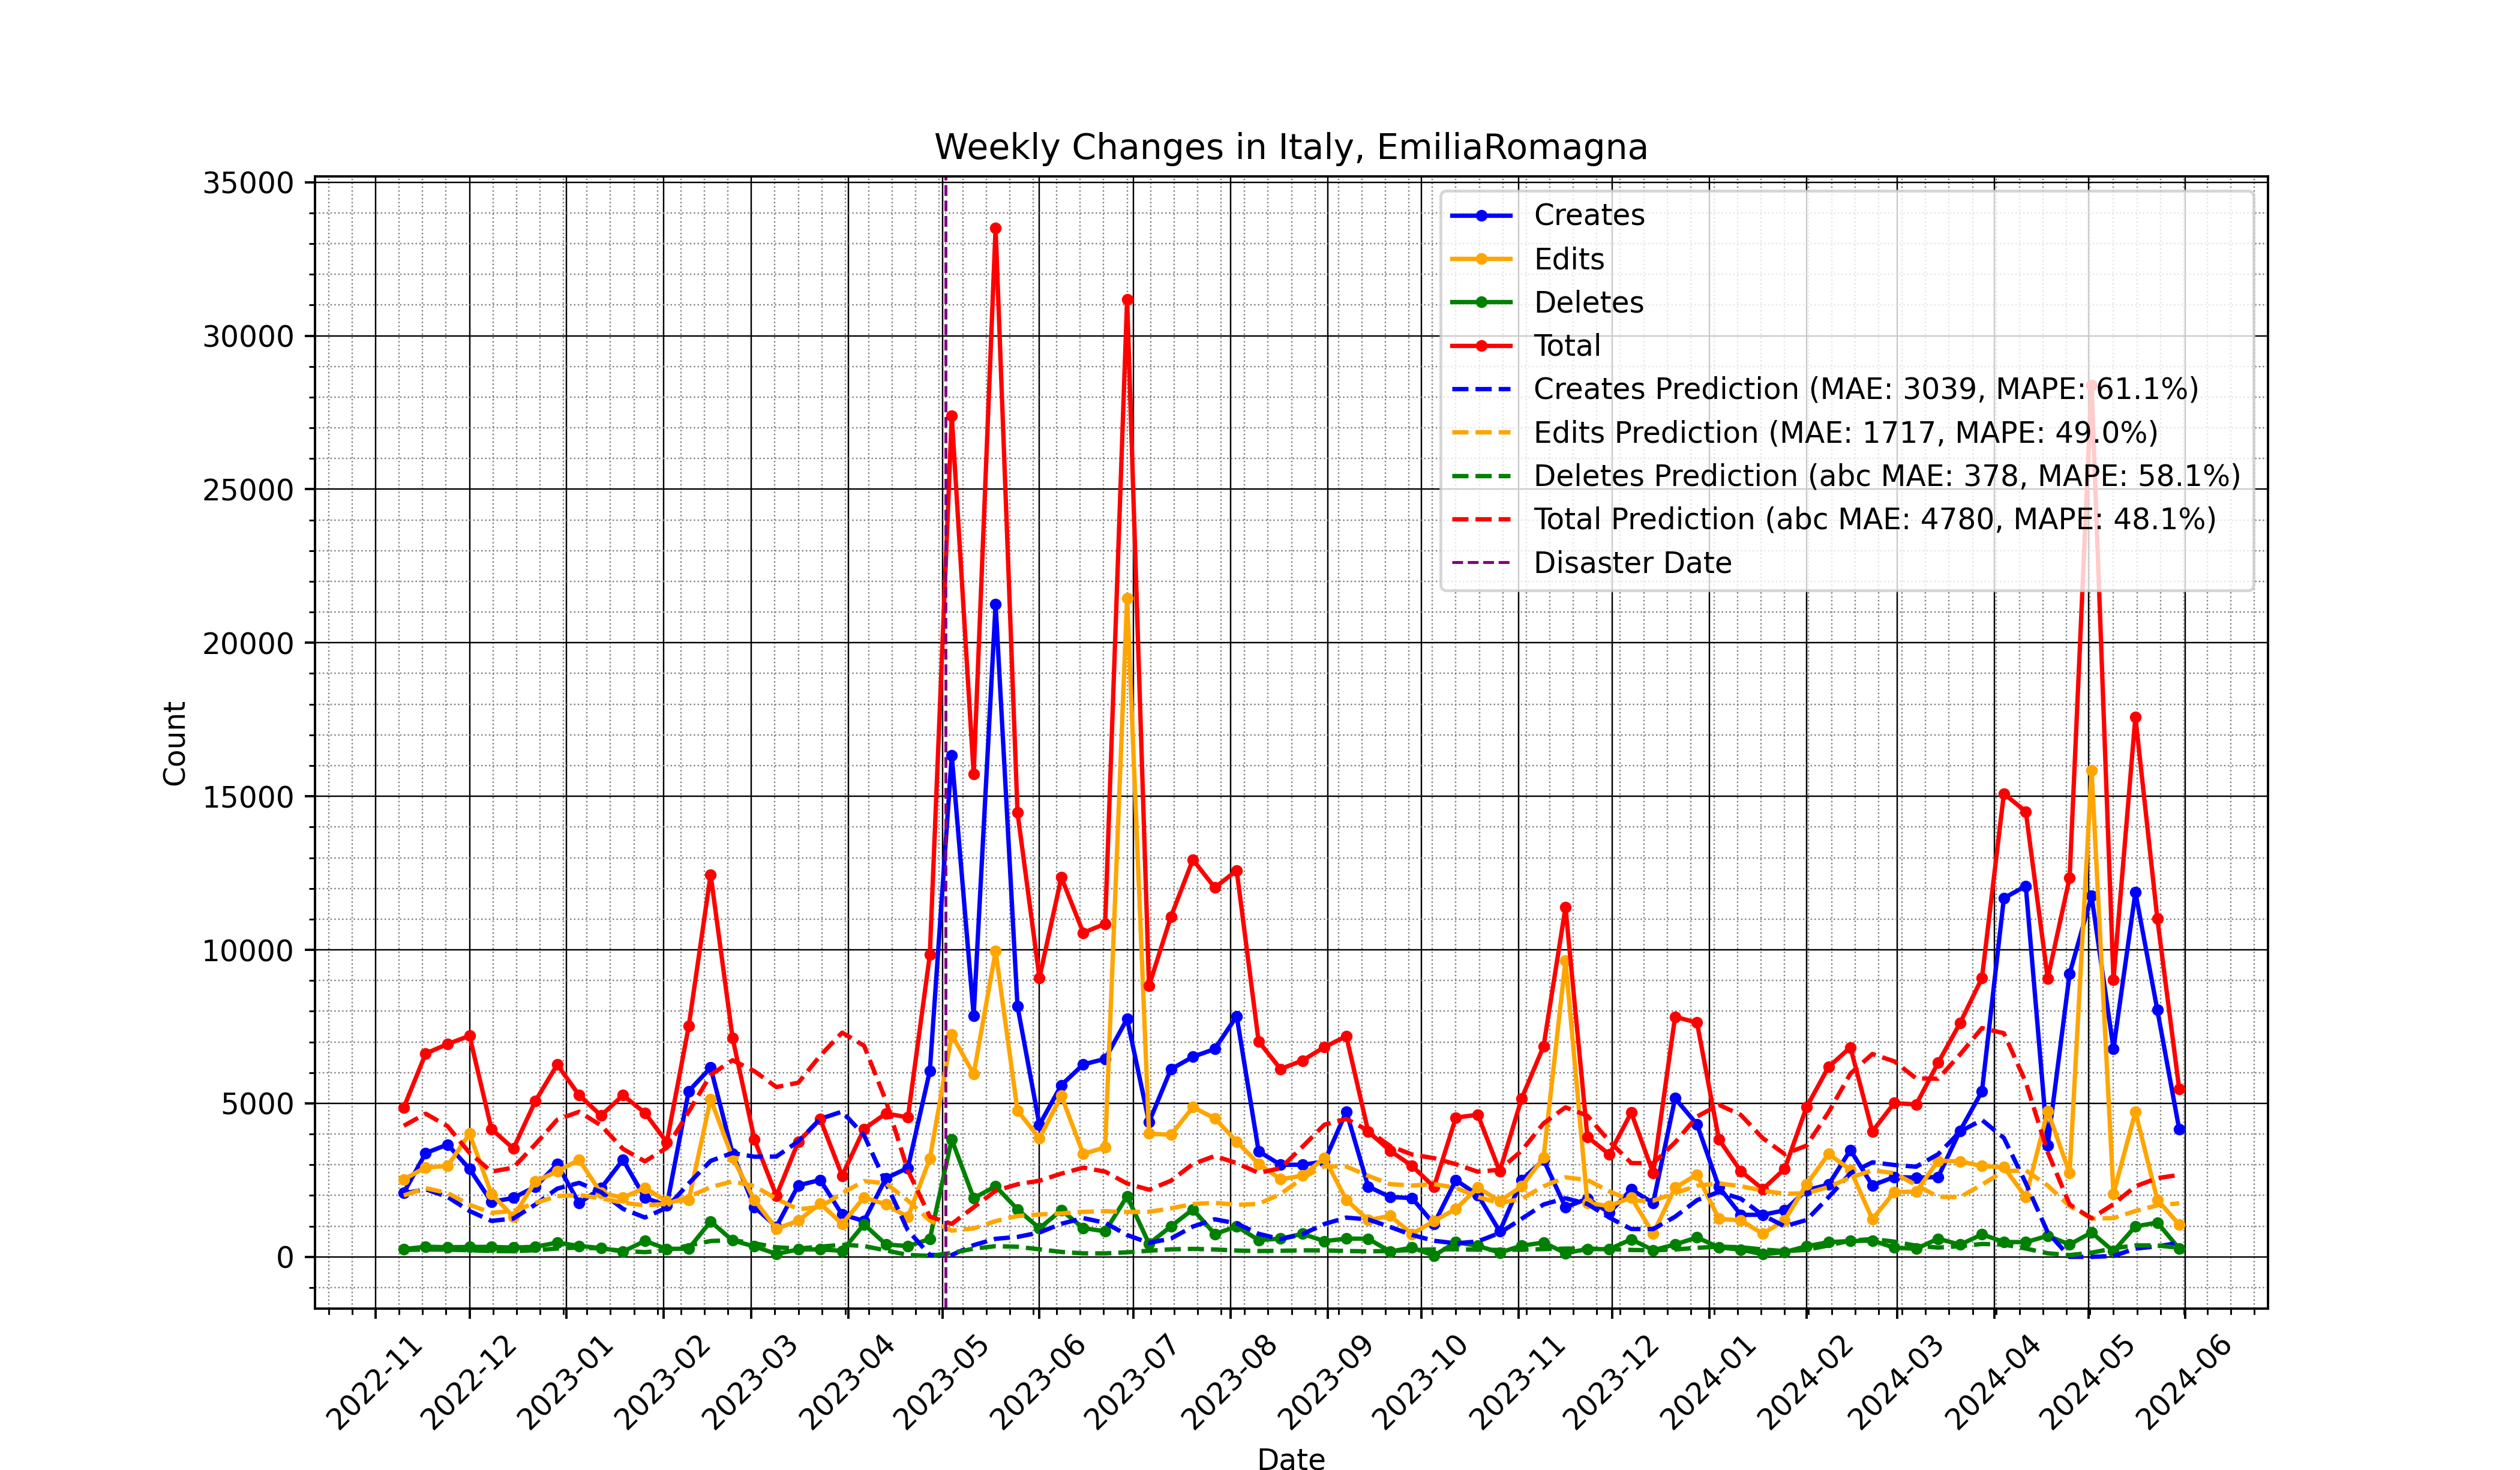 Weekly Changes in Italy, EmiliaRomagna
35000
30000
25000
20000
15000
10000
5000
0
Count
Creates
Edits
Deletes
Total
Creates Prediction (MAE: 3039, MAPE: 61.1%)
Edits Prediction (MAE: 1717, MAPE: 49.0%)
Deletes Prediction (abc MAE: 378, MAPE: 58.1%)
Total Prediction (abc MAE: 4780, MAPE: 48.1%)
Disaster Date
2022-11
2022-12
2023-01
2023-02
2023-03
2023-04
2023-05
2023-06
2023-07
2023-08
2023-09
2023-10
2023-11
2023-12
2024-01
2024-02
2024-03
2024-04
2024-05
2024-06
Date